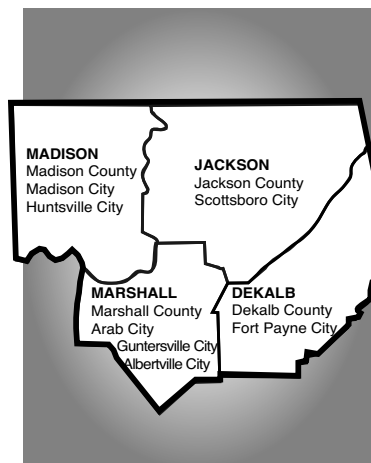 MADISON
Madison County
Madison City
Huntsville City
JACKSON
Jackson County
Scottsboro City
MARSHALL
Marshall County
Arab City
Guntersville City
Albertville City
DEKALB
Dekalb County
Fort Payne City